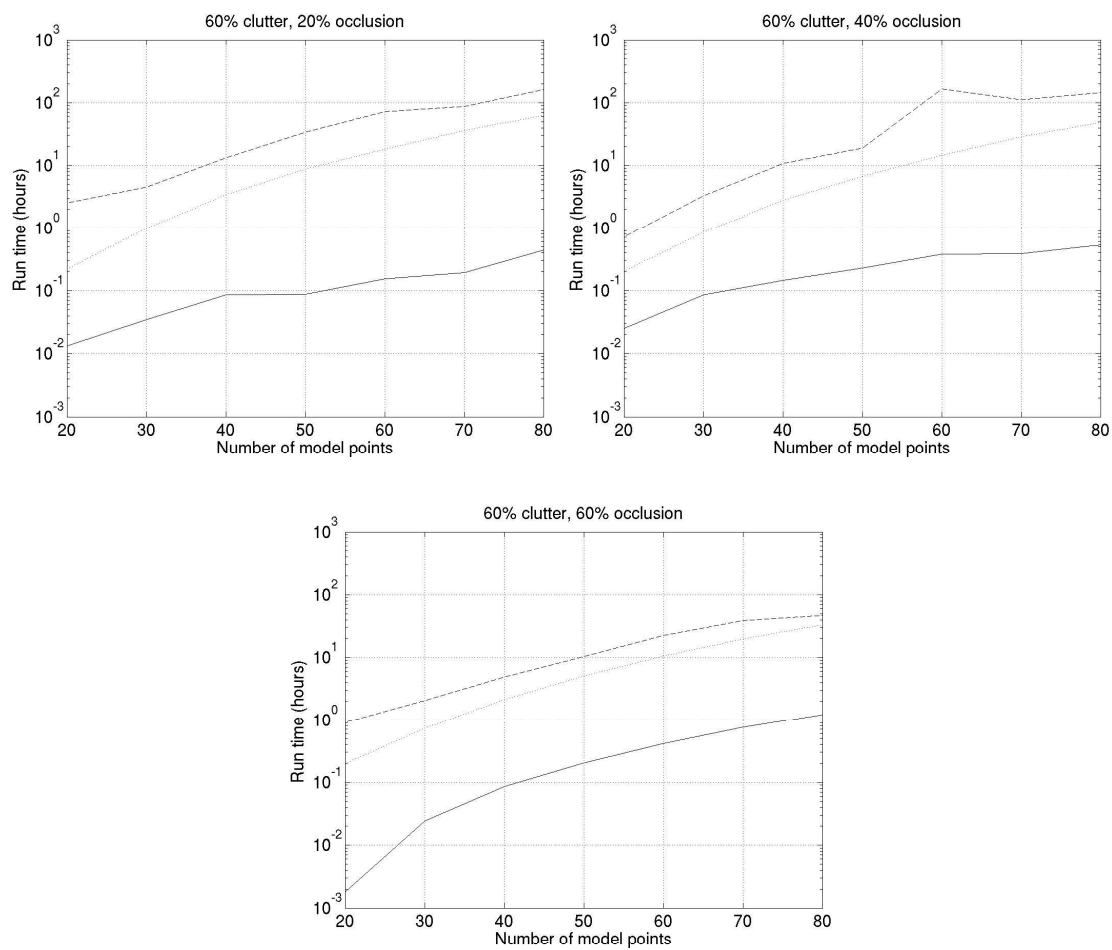 60% clutter, 20% occlusion
10^3
10^2
10^1
10^0
10^-1
10^-2
10^-3
Run time (hours)
20 30 40 50 60 70 80
Number of model points
60% clutter, 40% occlusion
10^3
10^2
10^1
10^0
10^-1
10^-2
10^-3
Run time (hours)
20 30 40 50 60 70 80
Number of model points
60% clutter, 60% occlusion
10^3
10^2
10^1
10^0
10^-1
10^-2
10^-3
Run time (hours)
20 30 40 50 60 70 80
Number of model points